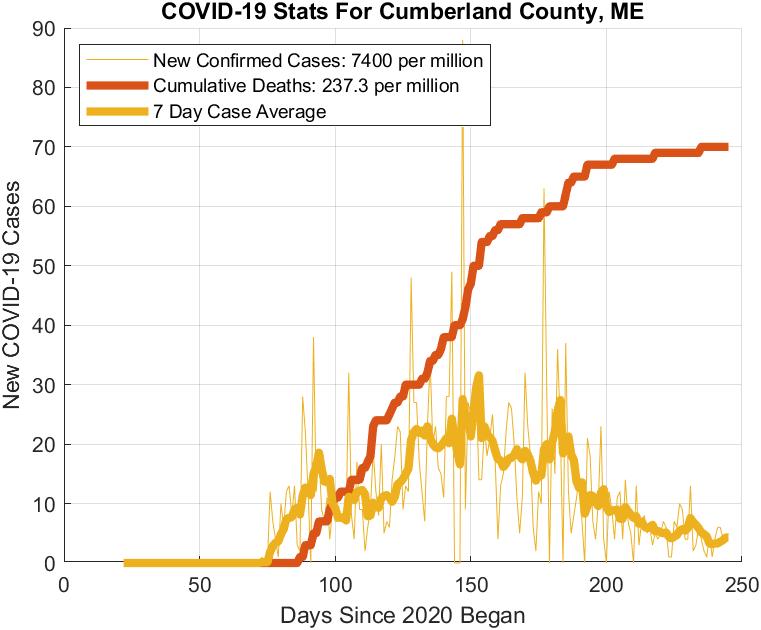 COVID-19 Stats For Cumberland County, ME
New Confirmed Cases: 7400 per million
Cumulative Deaths: 237.3 per million
7 Day Case Average
New COVID-19 Cases
90
80
70
60
50
40
30
20
10
0
0 50 100 150 200 250
Days Since 2020 Began